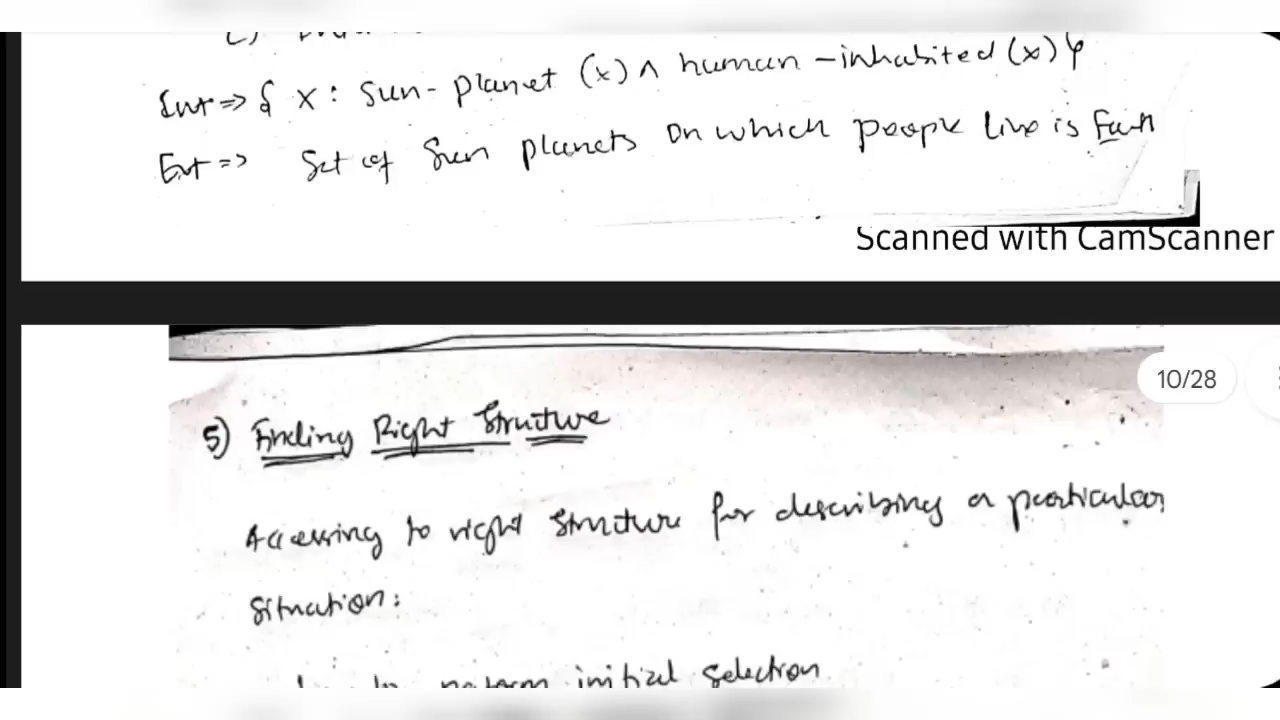 Int => { x : Sun-planet (x) ∧ human-inhabited (x) }
Ext => Set of Sun planets on which people live is Earth
Scanned with CamScanner
10/28
5) Finding Right Structure
Accessing to right structure for describing a particular
situation:
initial selection